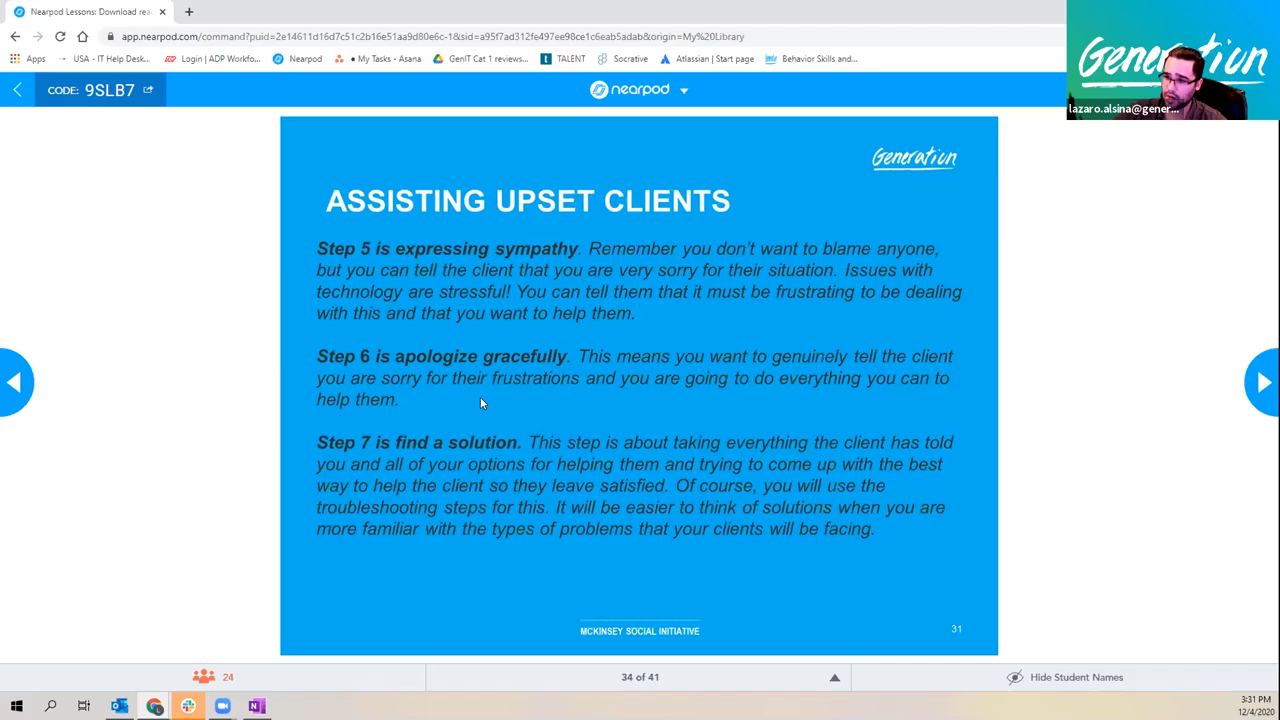 Nearpod Lessons: Download rea
app.nearpod.com/command?puid=2e14611d16d7c51c2b16e51aa9d80e6c-1&sid=a95f7ad312fe497ee98ce1c6eab5adab&origin=My%20Library
Apps USA - IT Help Desk... Login | ADP Workfo... Nearpod • My Tasks - Asana GenIT Cat 1 reviews... TALENT Socrative Atlassian | Start page Behavior Skills and...
Generation
lazaro.alsina@gener...
CODE: 9SLB7
nearpod
Generation
ASSISTING UPSET CLIENTS
Step 5 is expressing sympathy. Remember you don't want to blame anyone,
but you can tell the client that you are very sorry for their situation. Issues with
technology are stressful! You can tell them that it must be frustrating to be dealing
with this and that you want to help them.
Step 6 is apologize gracefully. This means you want to genuinely tell the client
you are sorry for their frustrations and you are going to do everything you can to
help them.
Step 7 is find a solution. This step is about taking everything the client has told
you and all of your options for helping them and trying to come up with the best
way to help the client so they leave satisfied. Of course, you will use the
troubleshooting steps for this. It will be easier to think of solutions when you are
more familiar with the types of problems that your clients will be facing.
MCKINSEY SOCIAL INITIATIVE
31
24
34 of 41
Hide Student Names
3:31 PM
12/4/2020